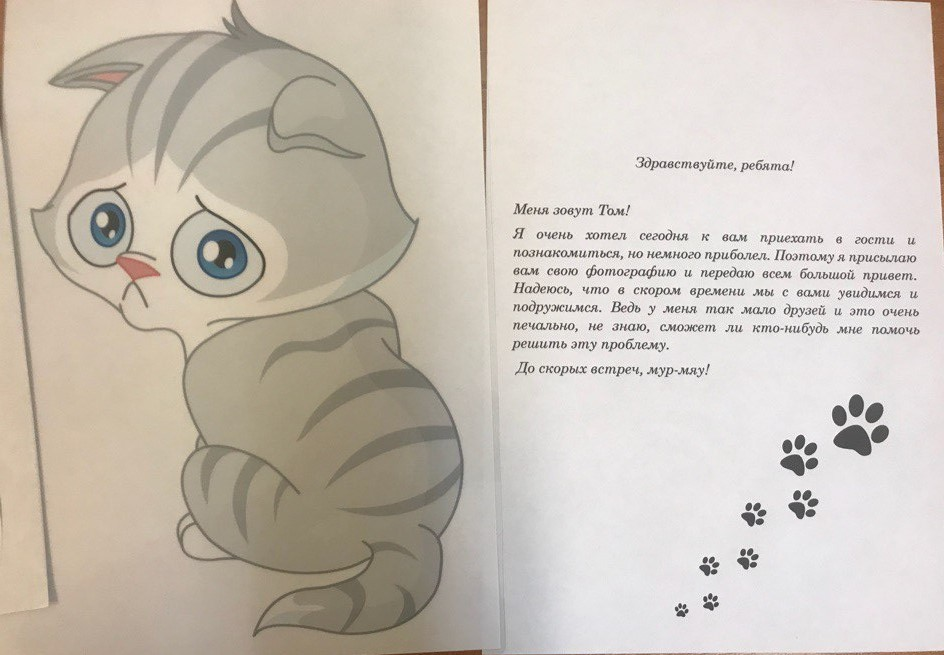 Здравствуйте, ребята!
Меня зовут Том!
Я очень хотел сегодня к вам приехать в гости и
познакомиться, но немного приболел. Поэтому я присылаю
вам свою фотографию и передаю всем большой привет.
Надеюсь, что в скором времени мы с вами увидимся и
подружимся. Ведь у меня так мало друзей и это очень
печально, не знаю, сможет ли кто-нибудь мне помочь
решить эту проблему.
До скорых встреч, мур-мяу!